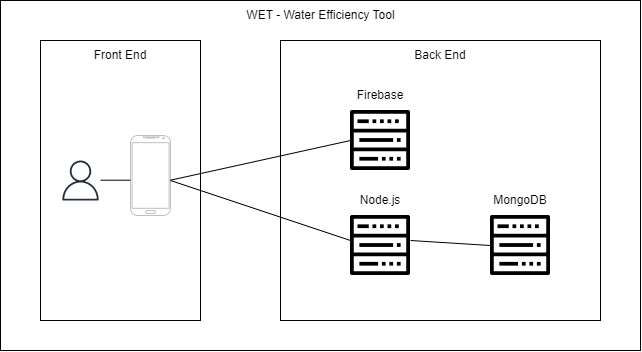 WET - Water Efficiency Tool
Front End
Back End
Firebase
Node.js
MongoDB